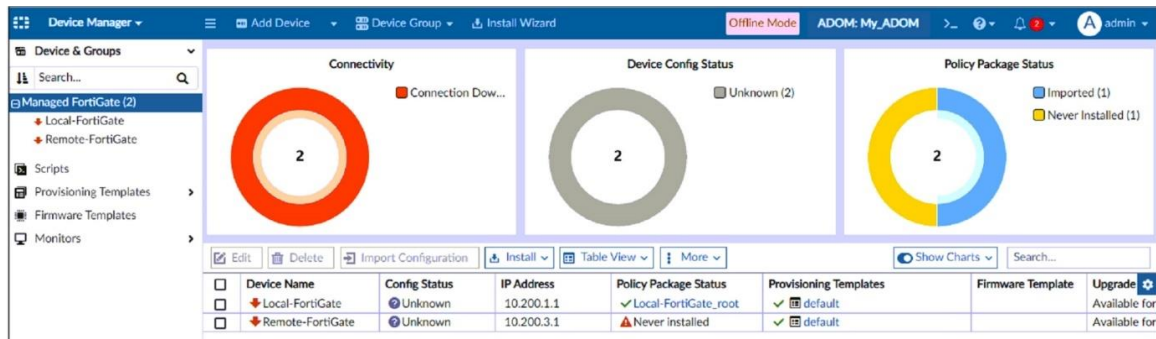 Device Manager
Add Device
Device Group
Install Wizard
Offline Mode
ADOM: My_ADOM
>_
2
A
admin
Device & Groups
Search...
Managed FortiGate (2)
Local-FortiGate
Remote-FortiGate
Scripts
Provisioning Templates
Firmware Templates
Monitors
Connectivity
Connection Dow...
2
Device Config Status
Unknown (2)
2
Policy Package Status
Imported (1)
Never Installed (1)
2
Edit
Delete
Import Configuration
Install
Table View
More
Show Charts
Search...
Device Name Config Status IP Address Policy Package Status Provisioning Templates Firmware Template Upgrade
Local-FortiGate Unknown 10.200.1.1 Local-FortiGate_root default Available for
Remote-FortiGate Unknown 10.200.3.1 Never installed default Available for